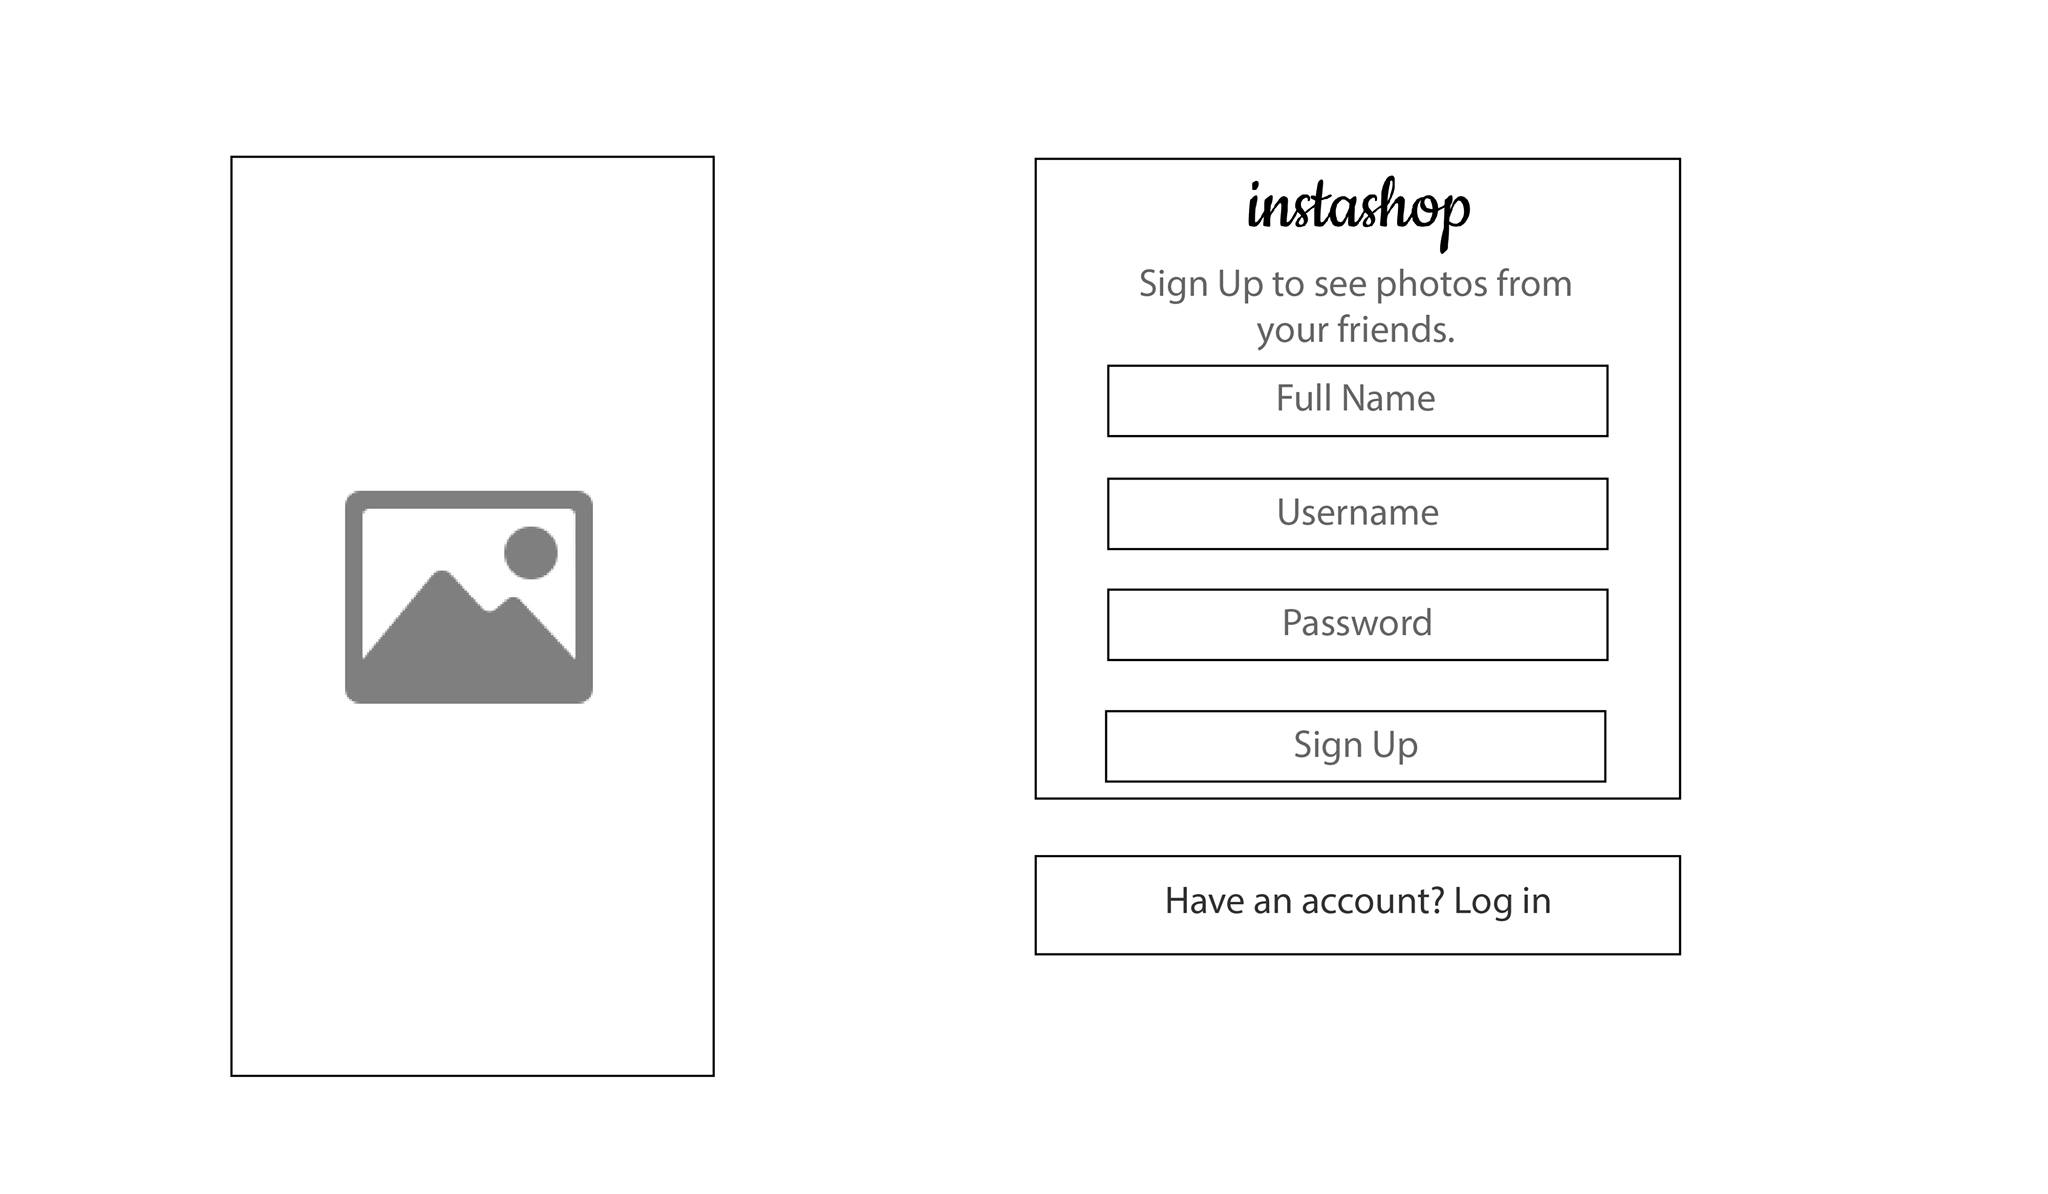 instashop
Sign Up to see photos from
your friends.
Full Name
Username
Password
Sign Up
Have an account? Log in